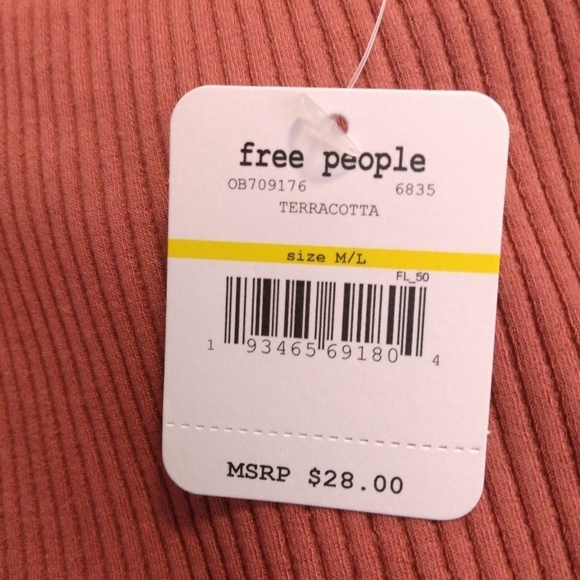 free people
OB709176 6835
TERRACOTTA
size M/L
FL_50
1 93465 69180 4
MSRP $28.00